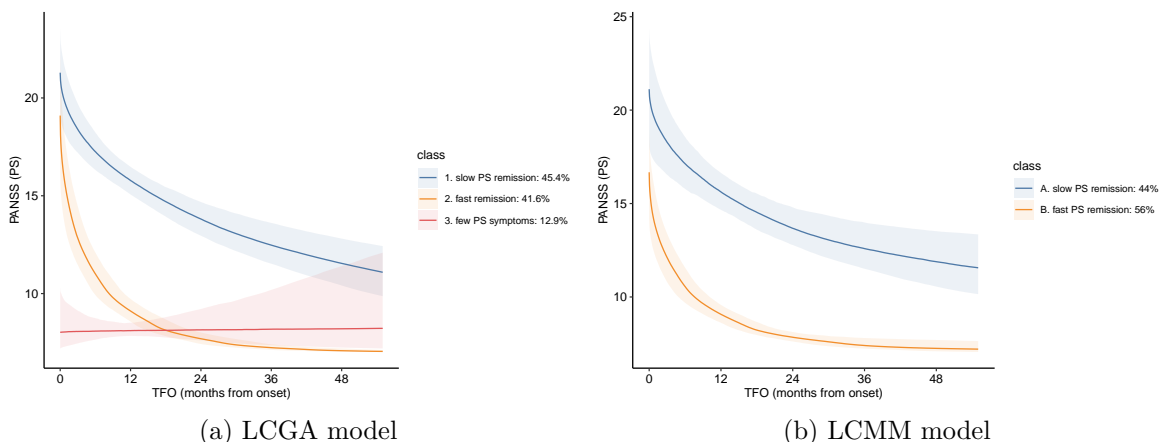 20
15
10
0
12
24
36
48
TFO (months from onset)
PANSS (PS)
class
1. slow PS remission: 45.4%
2. fast remission: 41.6%
3. few PS symptoms: 12.9%
(a) LCGA model
25
20
15
10
0
12
24
36
48
TFO (months from onset)
PANSS (PS)
class
A. slow PS remission: 44%
B. fast PS remission: 56%
(b) LCMM model